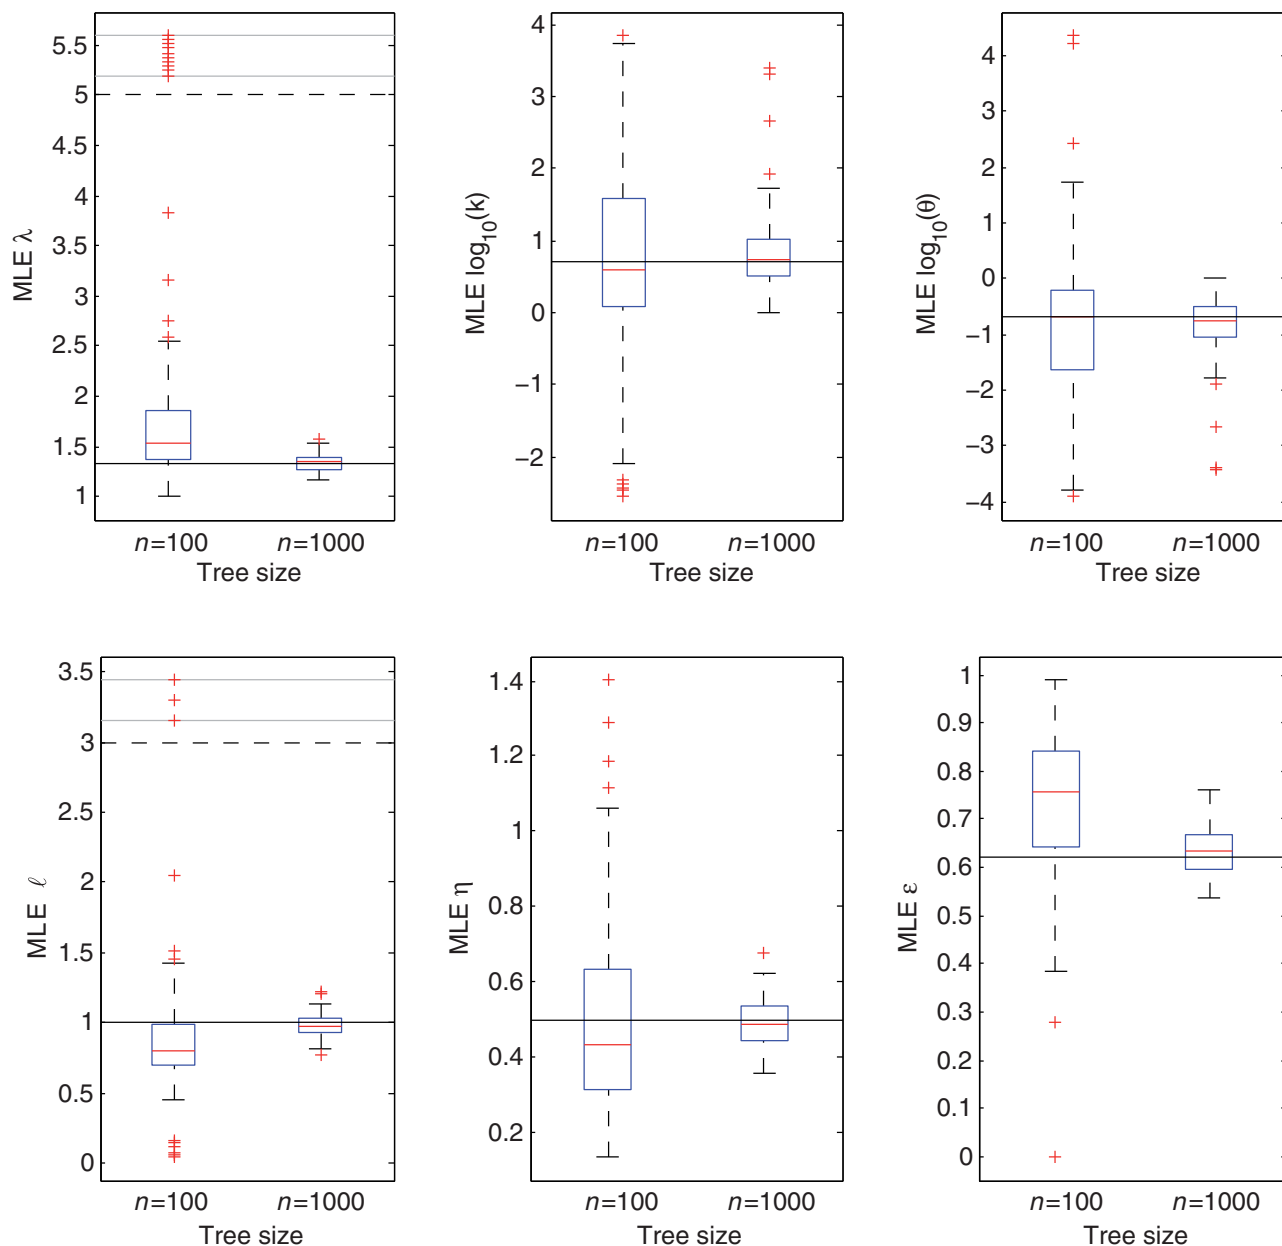 MLE λ
5.5
5
4.5
4
3.5
3
2.5
2
1.5
1
n=100 n=1000
Tree size
MLE log10(k)
4
3
2
1
0
−1
−2
n=100 n=1000
Tree size
MLE log10(θ)
4
3
2
1
0
−1
−2
−3
−4
n=100 n=1000
Tree size
MLE ℓ
3.5
3
2.5
2
1.5
1
0.5
0
n=100 n=1000
Tree size
MLE η
1.4
1.2
1
0.8
0.6
0.4
0.2
n=100 n=1000
Tree size
MLE ε
1
0.9
0.8
0.7
0.6
0.5
0.4
0.3
0.2
0.1
0
n=100 n=1000
Tree size